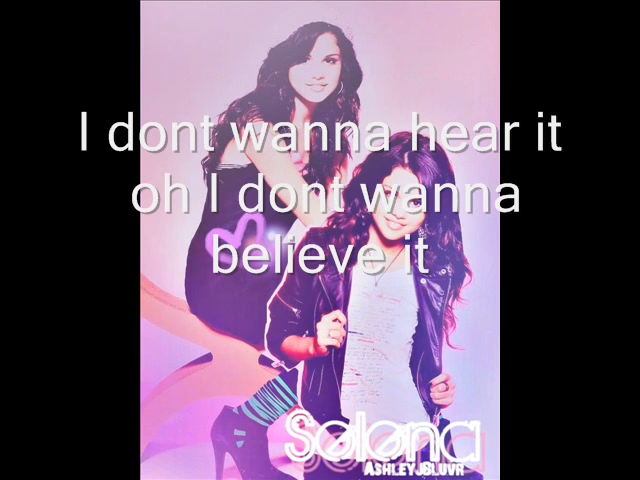 I dont wanna hear it
oh I dont wanna
believe it
Selena
AshleyJBluvr